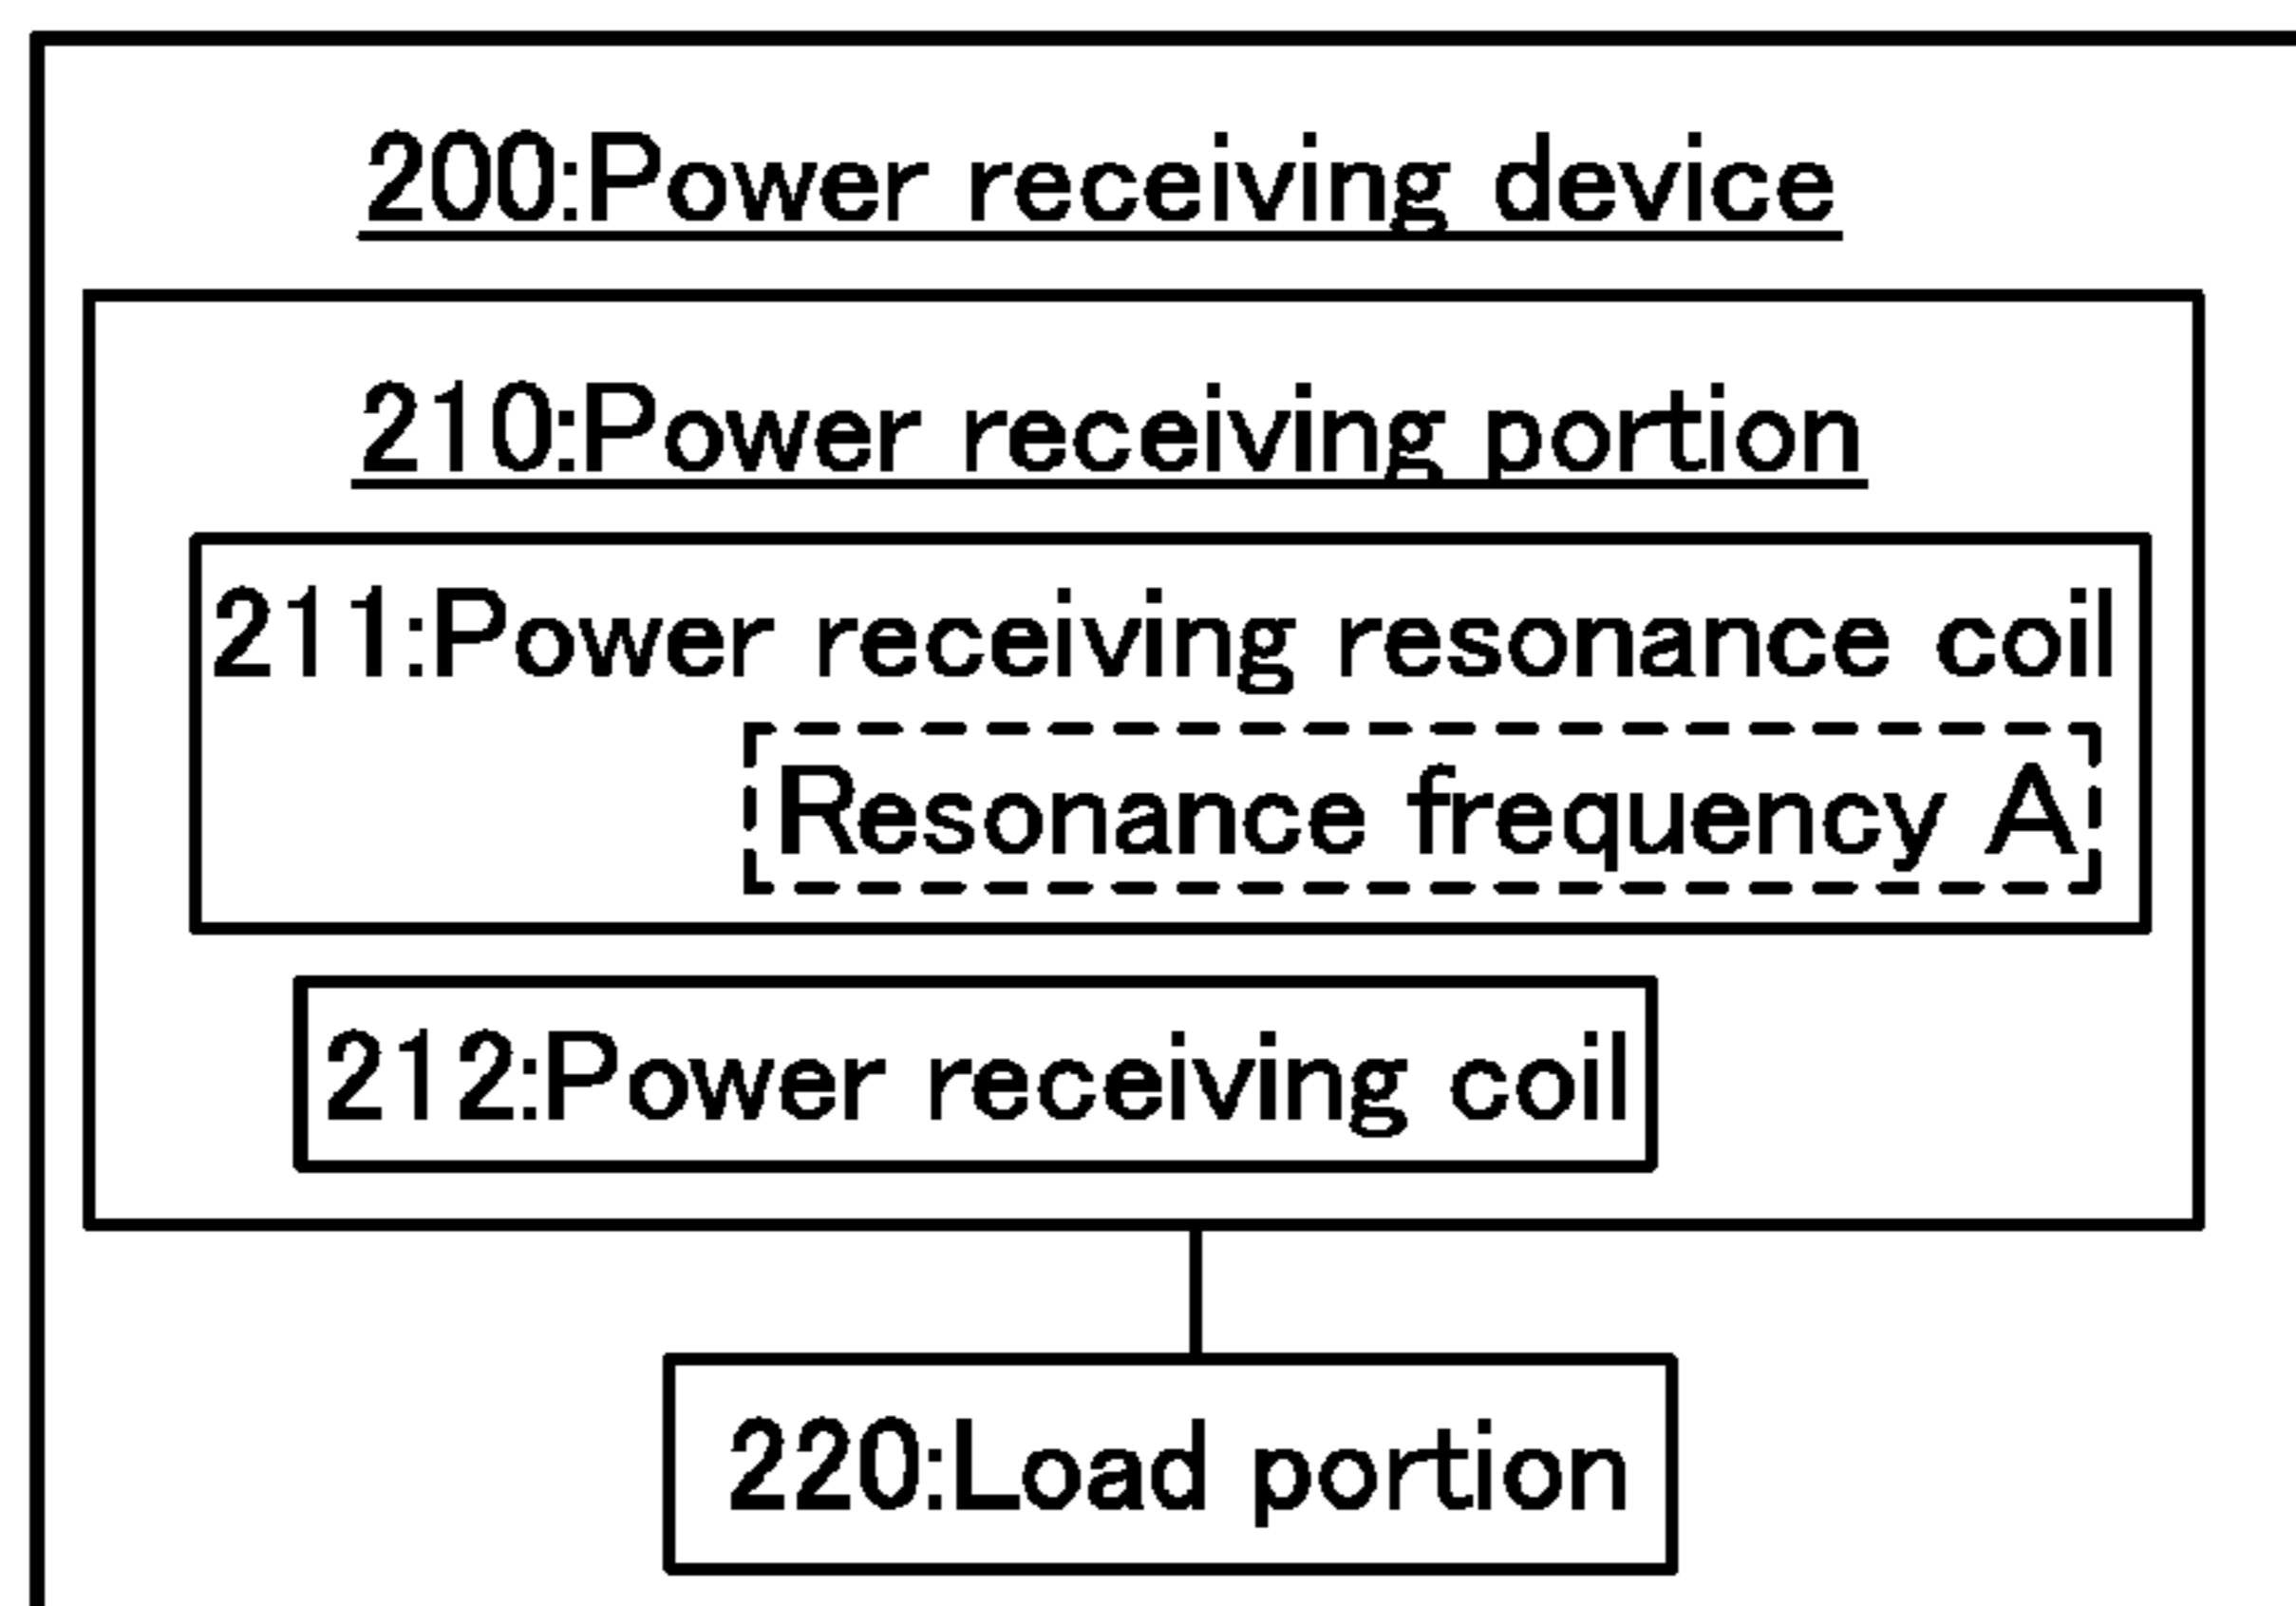 200:Power receiving device
210:Power receiving portion
211:Power receiving resonance coil
Resonance frequency A
212:Power receiving coil
220:Load portion